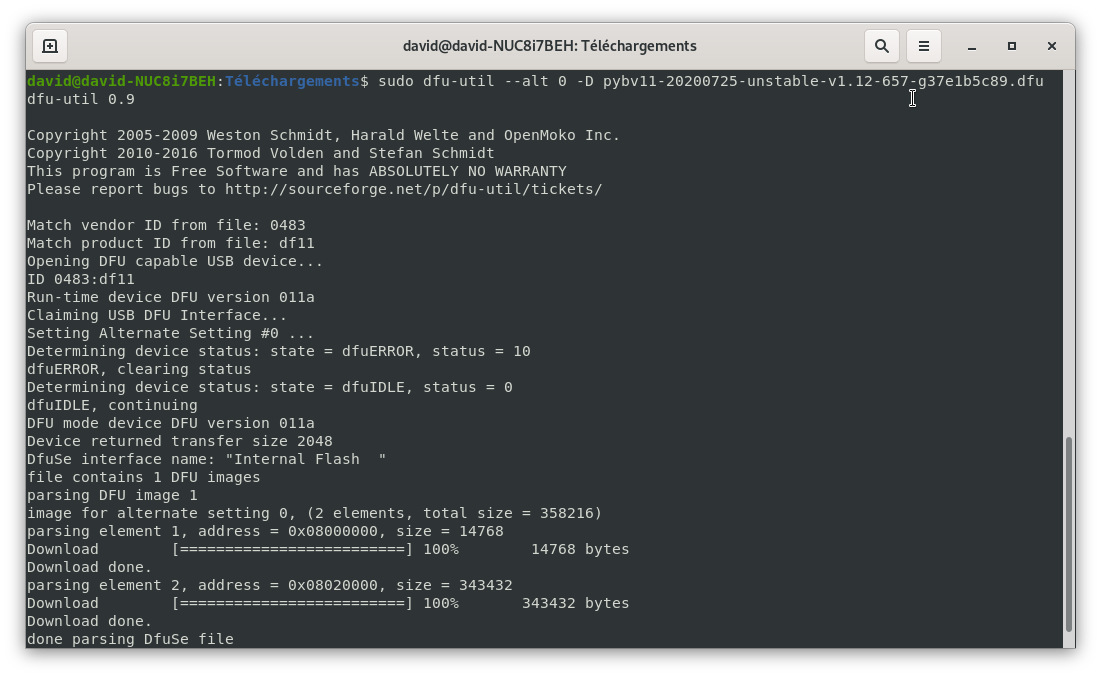 david@david-NUC8i7BEH: Téléchargements
david@david-NUC8i7BEH:Téléchargements$ sudo dfu-util --alt 0 -D pybv11-20200725-unstable-v1.12-657-g37e1b5c89.dfu
dfu-util 0.9
Copyright 2005-2009 Weston Schmidt, Harald Welte and OpenMoko Inc.
Copyright 2010-2016 Tormod Volden and Stefan Schmidt
This program is Free Software and has ABSOLUTELY NO WARRANTY
Please report bugs to http://sourceforge.net/p/dfu-util/tickets/
Match vendor ID from file: 0483
Match product ID from file: df11
Opening DFU capable USB device...
ID 0483:df11
Run-time device DFU version 011a
Claiming USB DFU Interface...
Setting Alternate Setting #0 ...
Determining device status: state = dfuERROR, status = 10
dfuERROR, clearing status
Determining device status: state = dfuIDLE, status = 0
dfuIDLE, continuing
DFU mode device DFU version 011a
Device returned transfer size 2048
DfuSe interface name: "Internal Flash  "
file contains 1 DFU images
parsing DFU image 1
image for alternate setting 0, (2 elements, total size = 358216)
parsing element 1, address = 0x08000000, size = 14768
Download        [=========================] 100%        14768 bytes
Download done.
parsing element 2, address = 0x08020000, size = 343432
Download        [=========================] 100%       343432 bytes
Download done.
done parsing DfuSe file